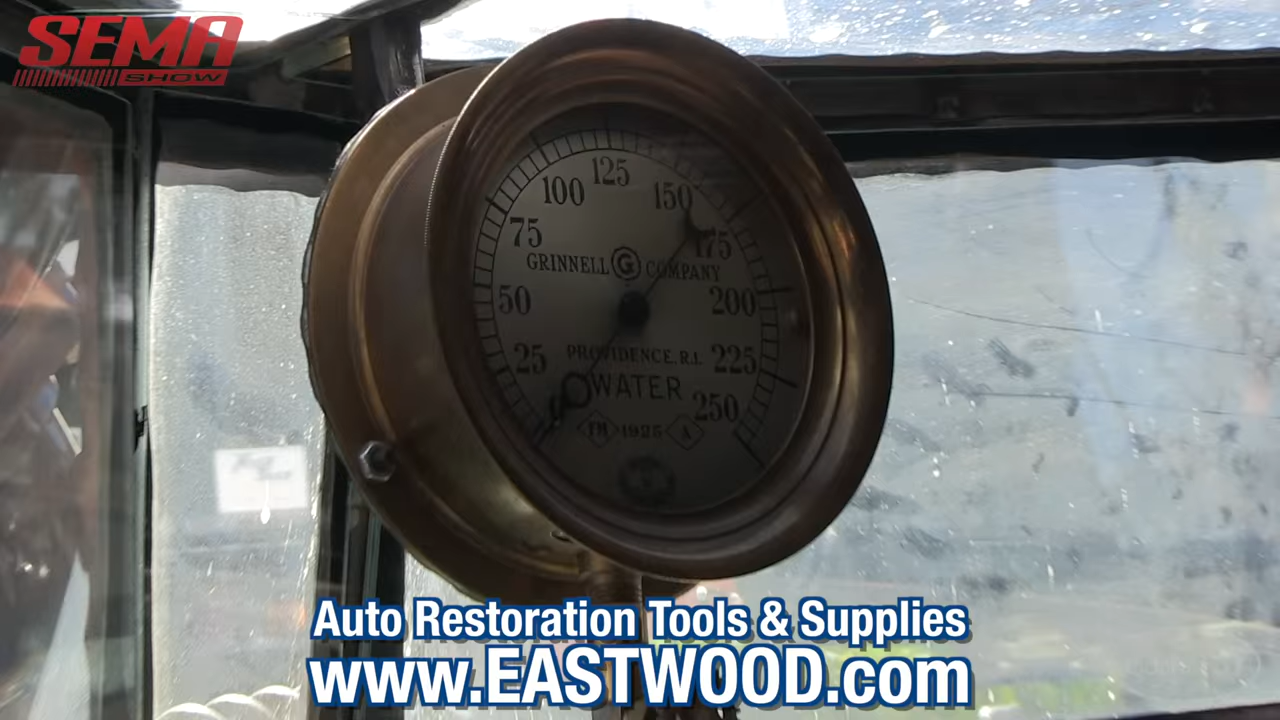 SEMA
SHOW
125
100
150
75
175
GRINNELL G COMPANY
50
200
PROVIDENCE, R.I.
25
225
WATER
250
FM 1925 A
Auto Restoration Tools & Supplies
www.EASTWOOD.com